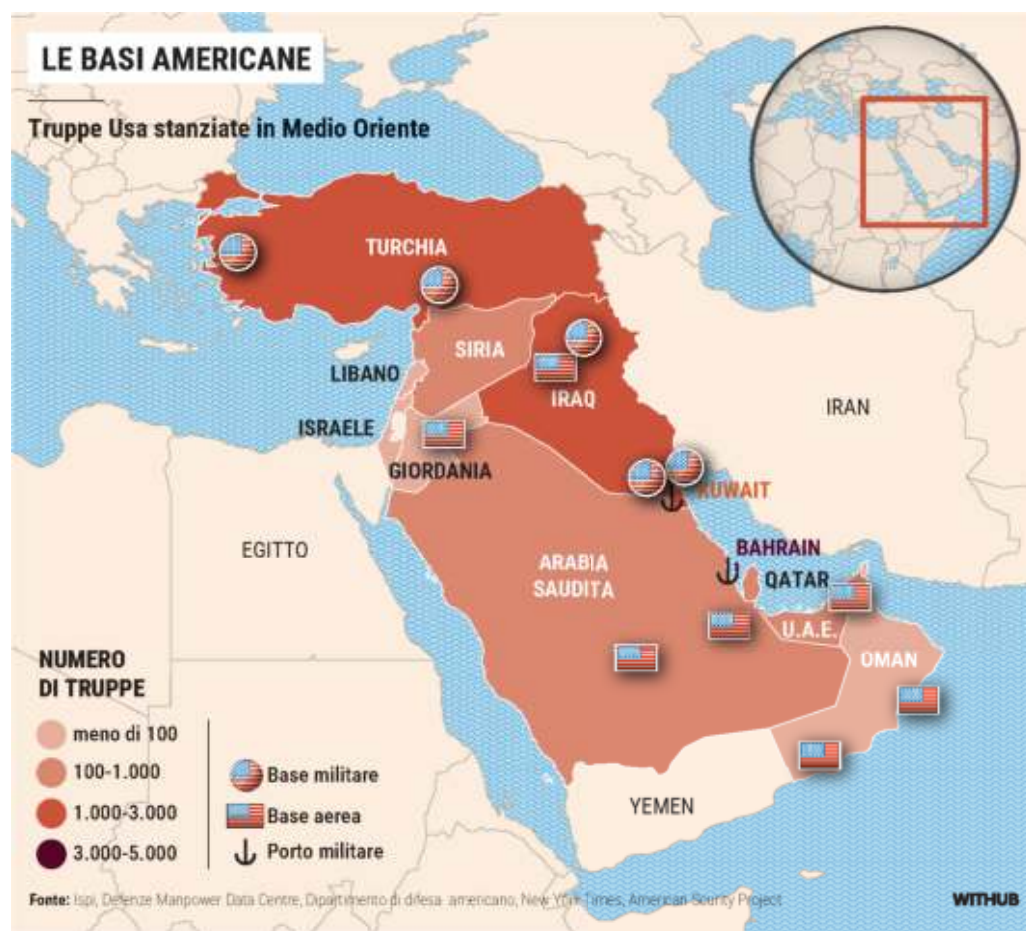 LE BASI AMERICANE
Truppe Usa stanziate in Medio Oriente
TURCHIA
SIRIA
LIBANO
IRAQ
IRAN
ISRAELE
GIORDANIA
KUWAIT
EGITTO
BAHRAIN
ARABIA
SAUDITA
QATAR
U.A.E.
OMAN
YEMEN
NUMERO
DI TRUPPE
meno di 100
100-1.000
1.000-3.000
3.000-5.000
Base militare
Base aerea
Porto militare
Fonte: Ispi, Defenze Manpower Data Centre, Dipartimento di difesa americano, New York Times, American Scurity Project
WITHUB